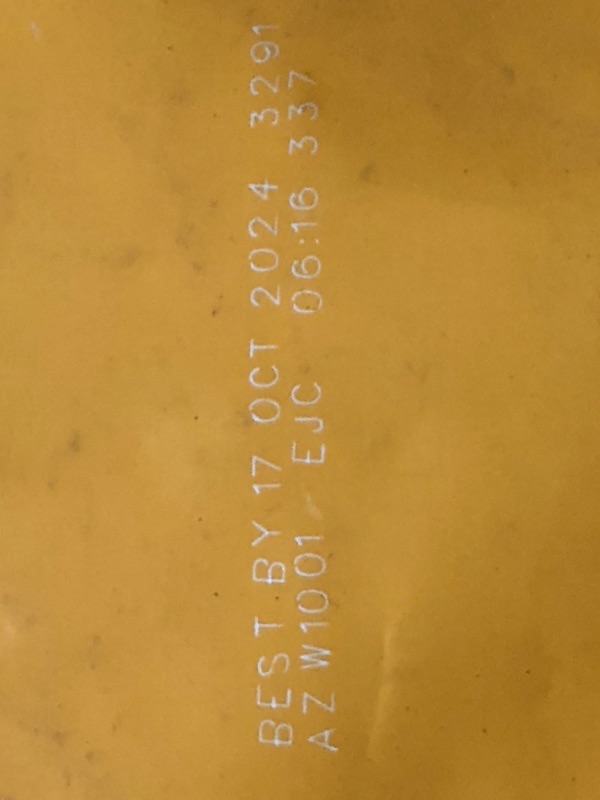 BEST BY 17 OCT 2024 3291
AZW1001 EJC 06:16 337